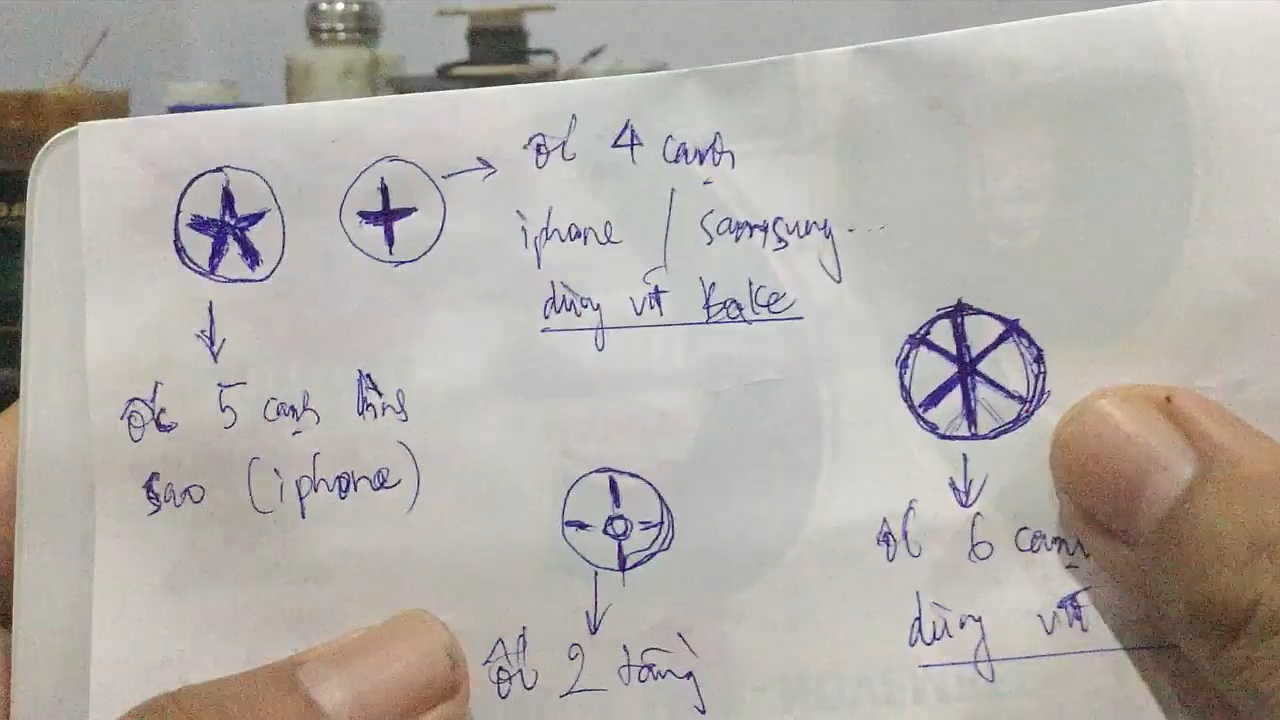 ốc 4 cạnh
iphone / samsung...
dùng vít bake
ốc 5 cạnh hình
sao (iphone)
ốc 2 tầng
ốc 6 cạnh
dùng vít